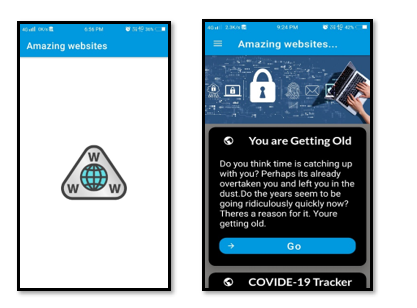 6:56 PM
Amazing websites
W
W W
9:24 PM
Amazing websites...
You are Getting Old
Do you think time is catching up
with you? Perhaps its already
overtaken you and left you in the
dust.Do the years seem to be
going ridiculously quickly now?
Theres a reason for it. Youre
getting old.
Go
COVIDE-19 Tracker